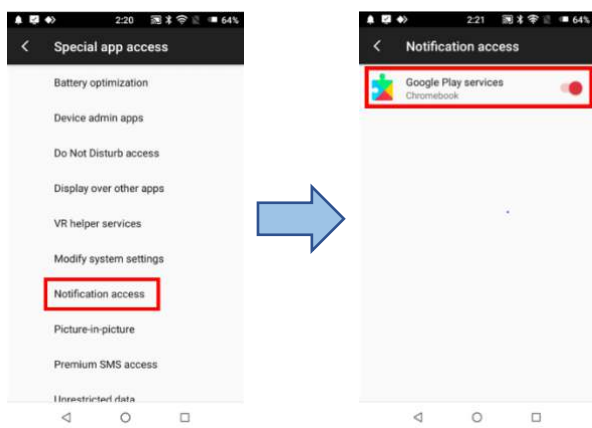 2:20
64%
Special app access
Battery optimization
Device admin apps
Do Not Disturb access
Display over other apps
VR helper services
Modify system settings
Notification access
Picture-in-picture
Premium SMS access
Unrestricted data
2:21
64%
Notification access
Google Play services
Chromebook